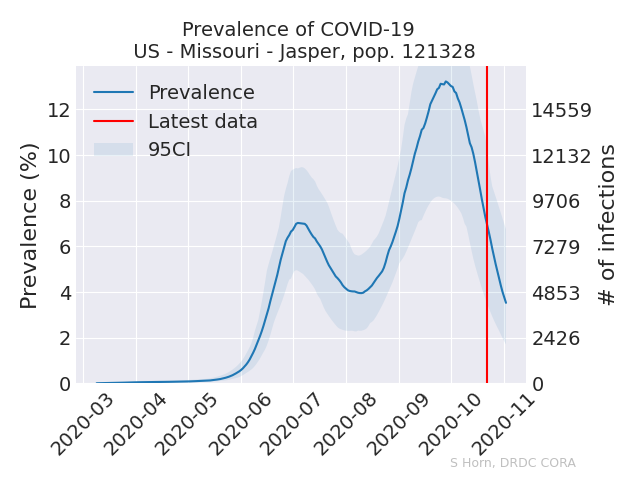 Prevalence of COVID-19
US - Missouri - Jasper, pop. 121328
Prevalence
Latest data
95CI
Prevalence (%)
12
10
8
6
4
2
0
14559
12132
9706
7279
4853
2426
0
# of infections
2020-03
2020-04
2020-05
2020-06
2020-07
2020-08
2020-09
2020-10
2020-11
S Horn, DRDC CORA